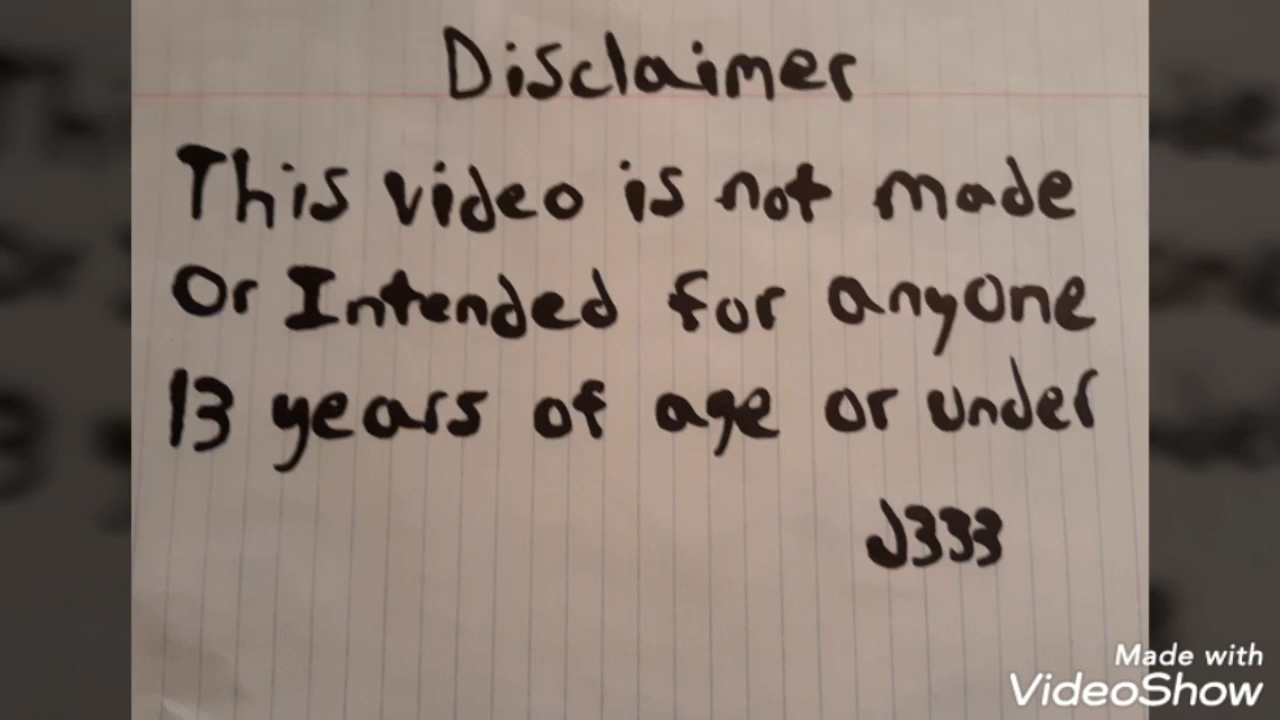 Disclaimer
This video is not made
Or Intended for anyone
13 years of age or under
J333
Made with
VideoShow